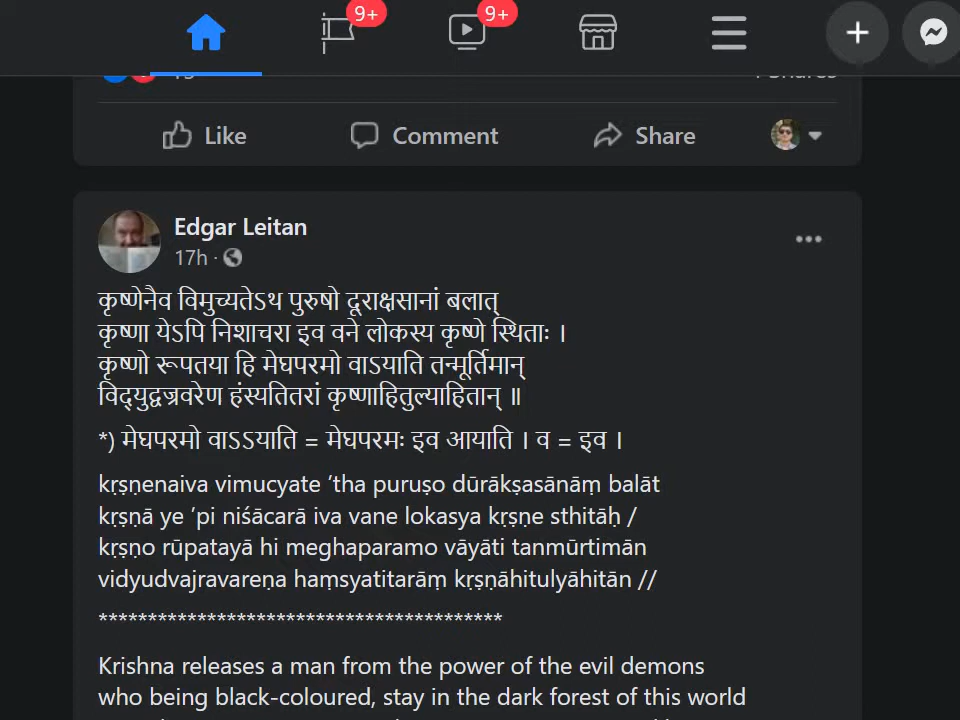 9+
9+
Like
Comment
Share
Edgar Leitan
17h ·
कृष्णेनैव विमुच्यतेऽथ पुरुषो दूराक्षसानां बलात्
कृष्णा येऽपि निशाचरा इव वने लोकस्य कृष्णे स्थिताः ।
कृष्णो रूपतया हि मेघपरमो वाऽयाति तन्मूर्तिमान्
विद्युद्वज्रवरेण हंस्यतितरां कृष्णाहितुल्याहितान् ॥
*) मेघपरमो वाऽऽयाति = मेघपरमः इव आयाति । व = इव ।
kṛṣṇenaiva vimucyate ’tha puruṣo dūrākṣasānāṃ balāt
kṛṣṇā ye ’pi niśācarā iva vane lokasya kṛṣṇe sthitāḥ /
kṛṣṇo rūpatayā hi meghaparamo vāyāti tanmūrtimān
vidyudvajravareṇa haṃsyatitarāṃ kṛṣṇāhitulyāhitān //
****************************************
Krishna releases a man from the power of the evil demons
who being black-coloured, stay in the dark forest of this world